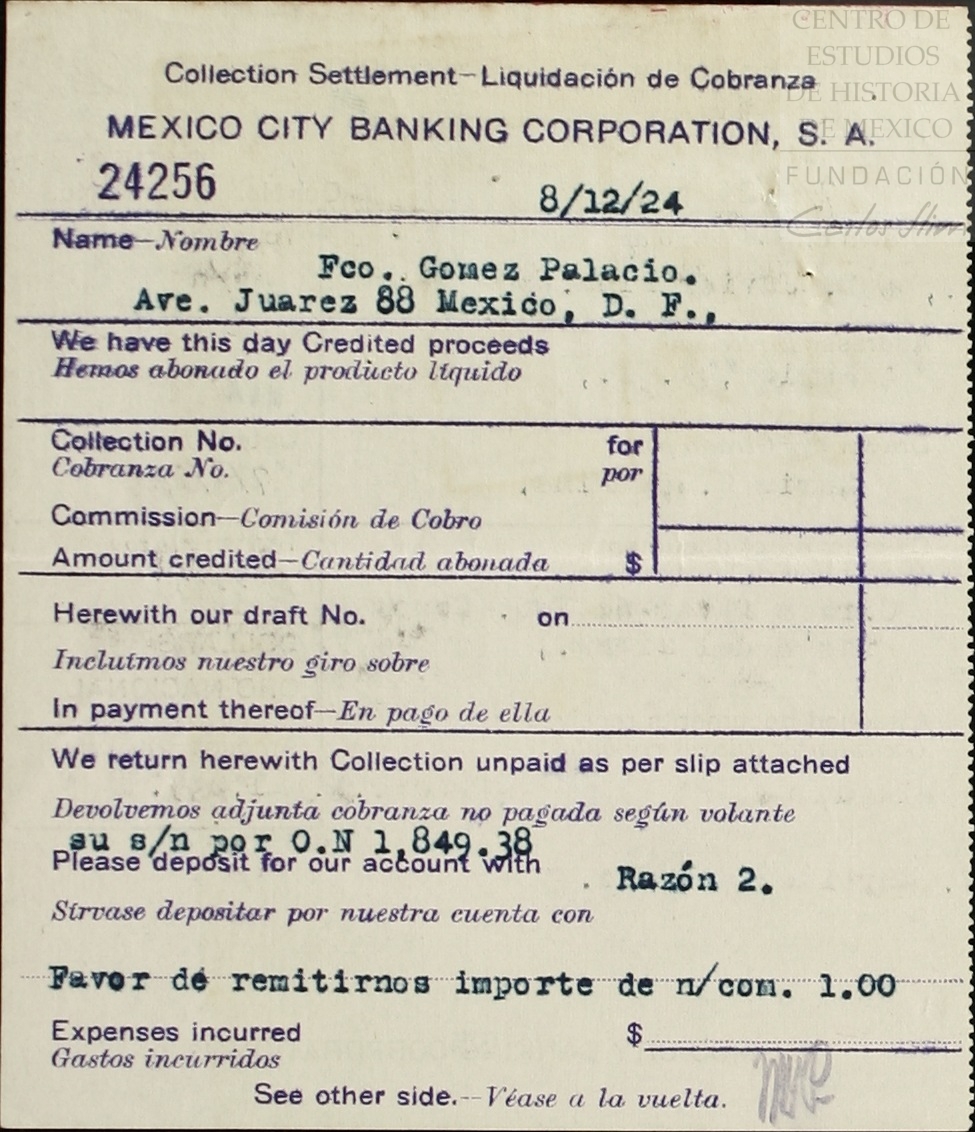 CENTRO DE
ESTUDIOS
DE HISTORIA
DE MEXICO
FUNDACIÓN
Carlos Slim
Collection Settlement—Liquidación de Cobranza
MEXICO CITY BANKING CORPORATION, S. A.
24256
8/12/24
Name—Nombre
Fco. Gomez Palacio.
Ave. Juarez 88 Mexico, D. F.,
We have this day Credited proceeds
Hemos abonado el producto líquido
Collection No. for
Cobranza No. por
Commission—Comisión de Cobro
Amount credited—Cantidad abonada $
Herewith our draft No. on
Incluímos nuestro giro sobre
In payment thereof—En pago de ella
We return herewith Collection unpaid as per slip attached
Devolvemos adjunta cobranza no pagada según volante
su s/n por O.N 1,849.38
Please deposit for our account with
Razón 2.
Sírvase depositar por nuestra cuenta con
Favor de remitirnos importe de n/com. 1.00
Expenses incurred $
Gastos incurridos
See other side.--Véase a la vuelta.